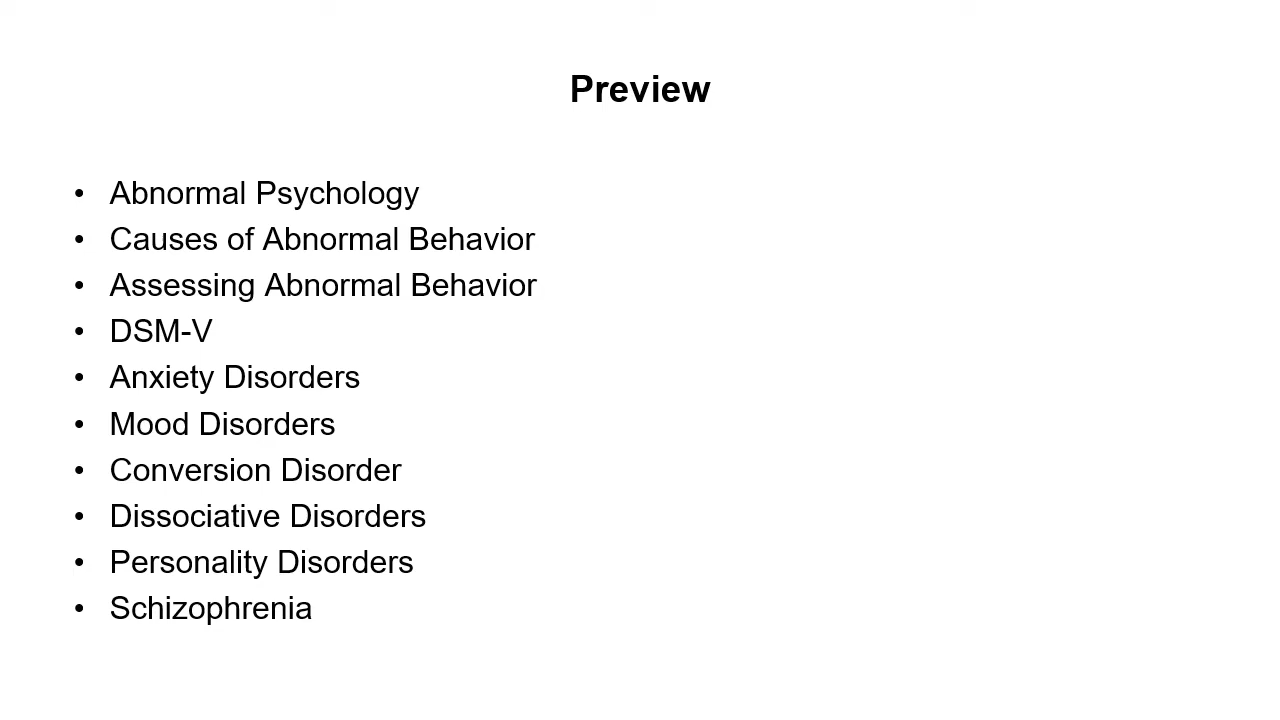 Preview
• Abnormal Psychology
• Causes of Abnormal Behavior
• Assessing Abnormal Behavior
• DSM-V
• Anxiety Disorders
• Mood Disorders
• Conversion Disorder
• Dissociative Disorders
• Personality Disorders
• Schizophrenia